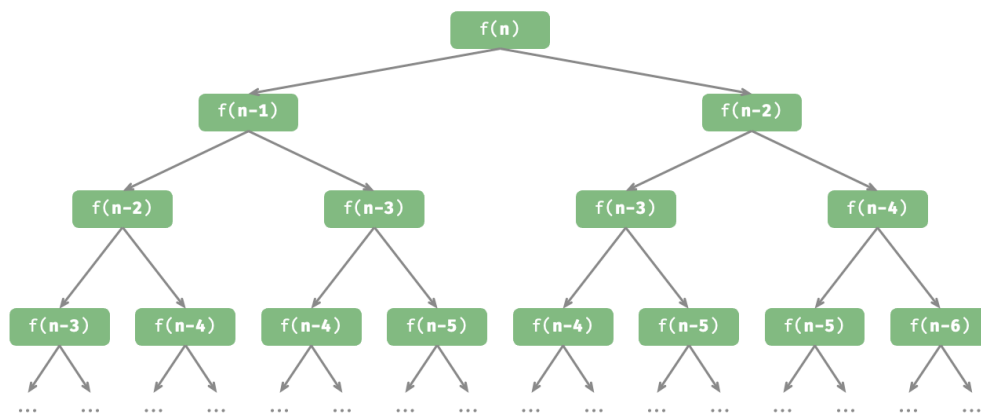 f(n)
f(n-1) f(n-2)
f(n-2) f(n-3) f(n-3) f(n-4)
f(n-3) f(n-4) f(n-4) f(n-5) f(n-4) f(n-5) f(n-5) f(n-6)
... ... ... ... ... ... ... ... ... ... ... ... ... ... ... ...